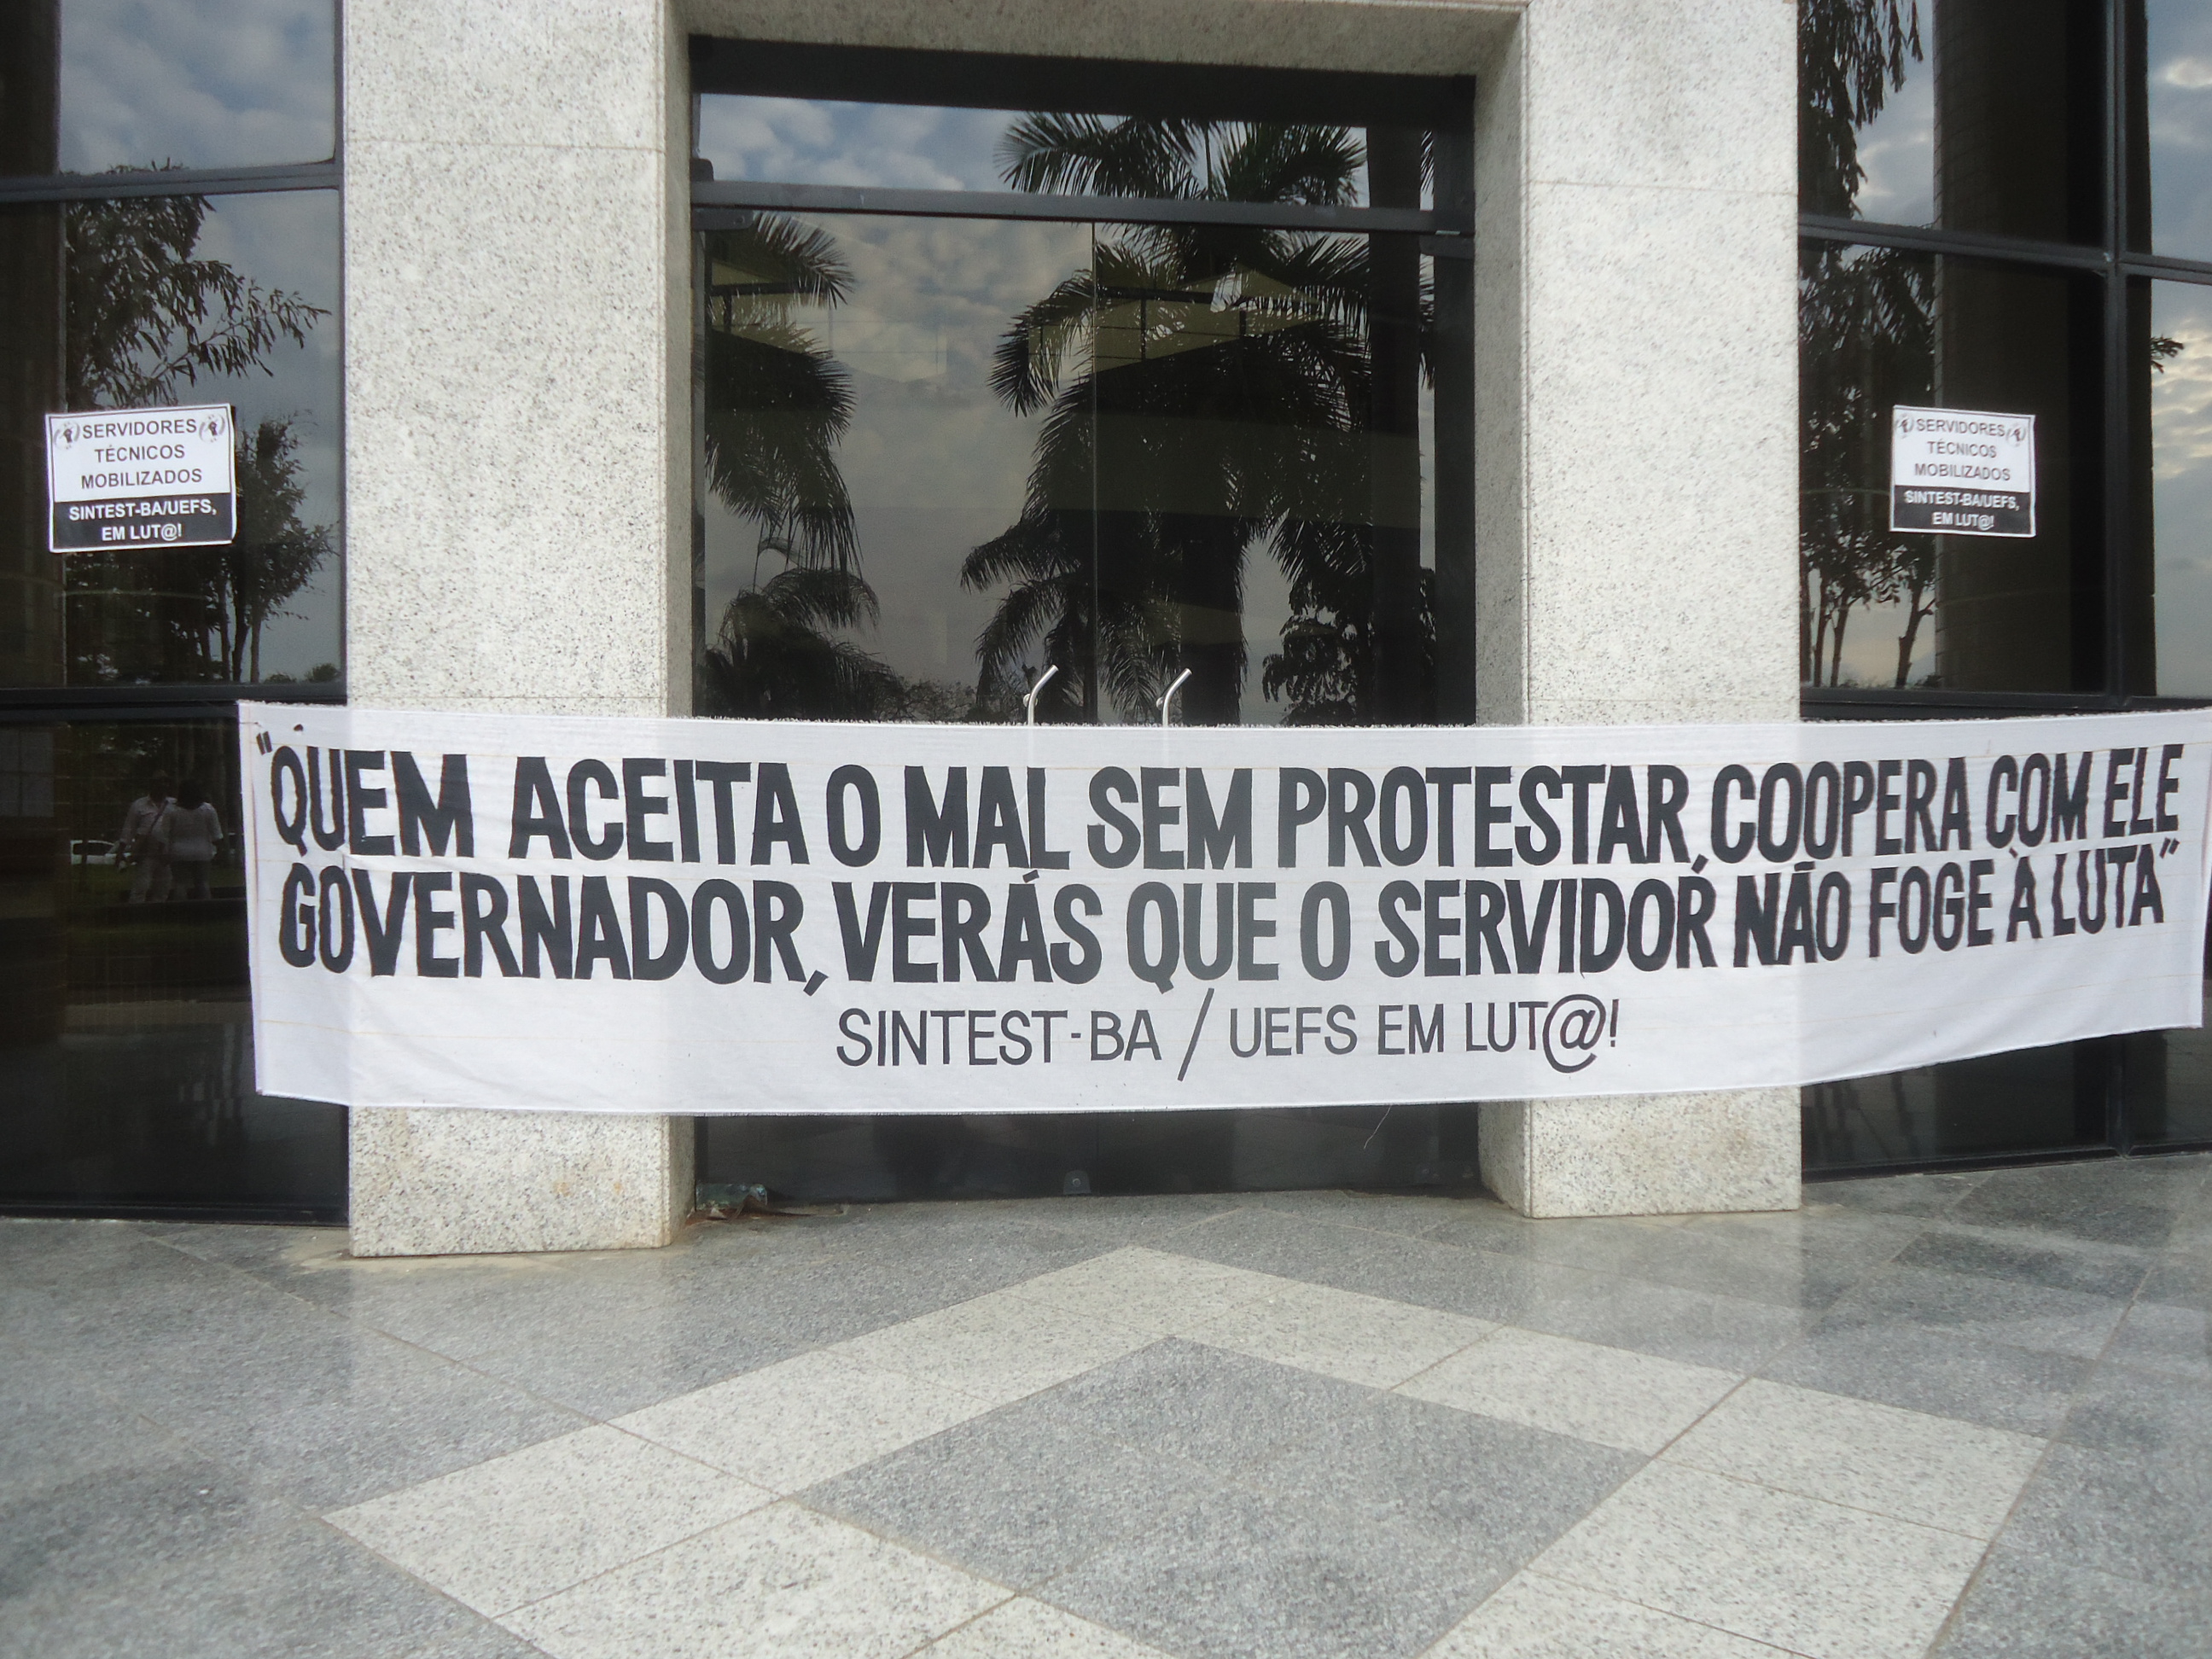 SERVIDORES
TÉCNICOS
MOBILIZADOS
SINTEST-BA/UEFS,
EM LUT@!
SERVIDORES
TÉCNICOS
MOBILIZADOS
SINTEST-BA/UEFS,
EM LUT@!
"QUEM ACEITA O MAL SEM PROTESTAR, COOPERA COM ELE
GOVERNADOR, VERÁS QUE O SERVIDOR NÃO FOGE À LUTA"
SINTEST-BA / UEFS EM LUT@!